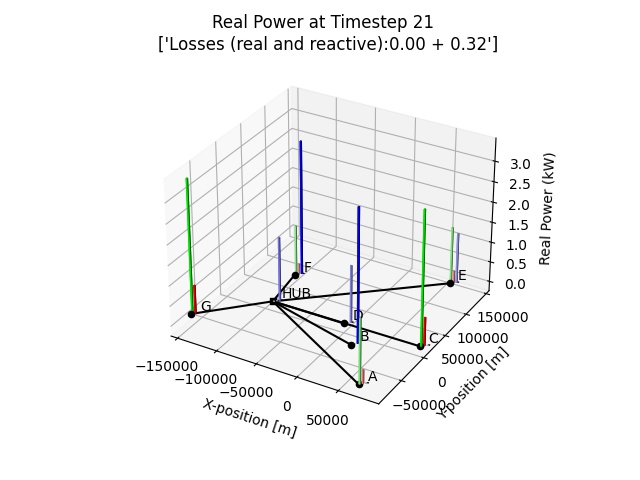 Real Power at Timestep 21
['Losses (real and reactive):0.00 + 0.32']
3.0
2.5
2.0
1.5
1.0
0.5
0.0
Real Power (kW)
F
E
HUB
G
D
B
C
A
150000
100000
50000
0
−50000
Y-position [m]
−150000
−100000
−50000
0
50000
X-position [m]